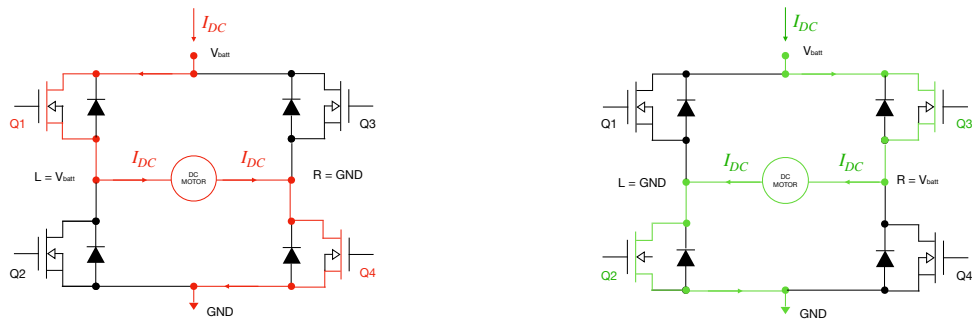 I_DC
V_batt
Q1
Q3
I_DC
I_DC
DC
MOTOR
L = V_batt
R = GND
Q2
Q4
GND
I_DC
V_batt
Q1
Q3
I_DC
I_DC
DC
MOTOR
L = GND
R = V_batt
Q2
Q4
GND